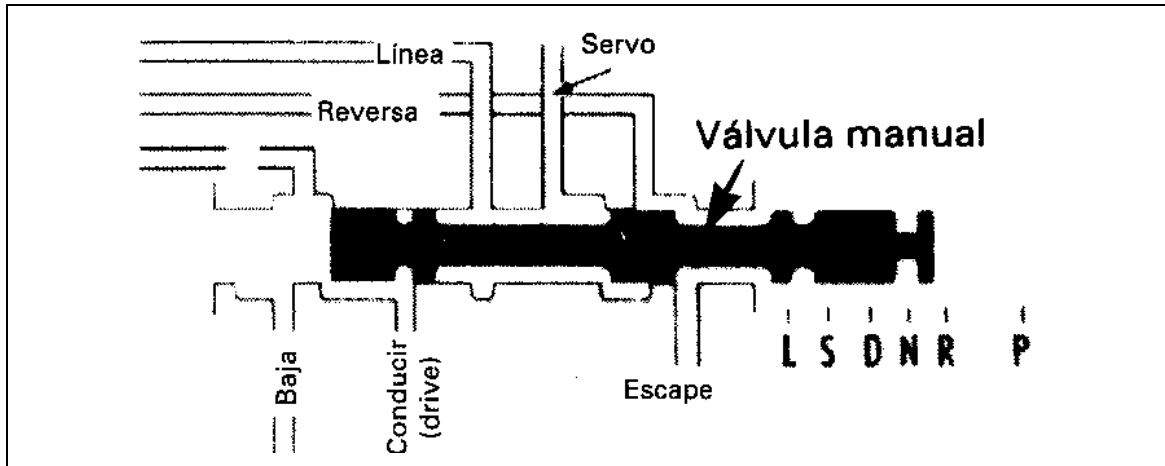 Servo
Línea
Reversa
Válvula manual
L S D N R P
Baja
Conducir
(drive)
Escape